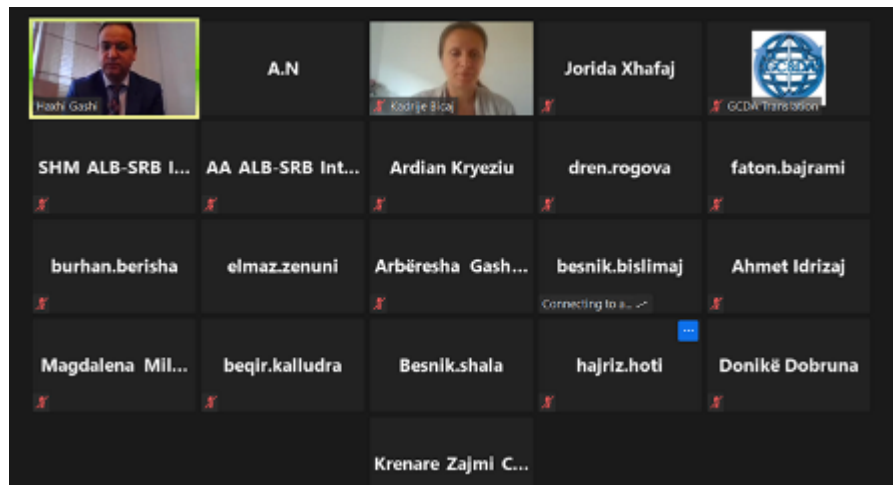 Haxhi Gashi
A.N
Kadrije Bicaj
Jorida Xhafaj
GCDA
GCDA Translation
SHM ALB-SRB I...
AA ALB-SRB Int...
Ardian Kryeziu
dren.rogova
faton.bajrami
burhan.berisha
elmaz.zenuni
Arbëresha Gash...
besnik.bislimaj
Connecting to a...
Ahmet Idrizaj
Magdalena Mil...
beqir.kalludra
Besnik.shala
hajriz.hoti
Donikë Dobruna
Krenare Zajmi C...